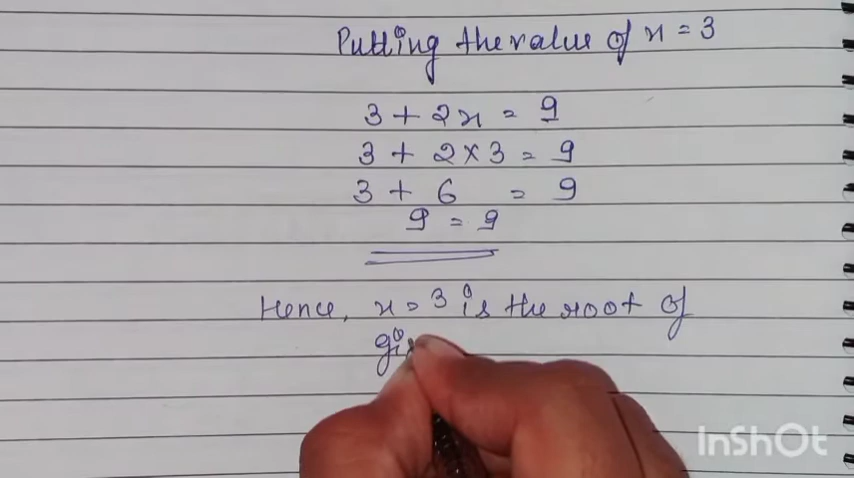 Putting the value of x = 3
3 + 2x = 9
3 + 2 × 3 = 9
3 + 6 = 9
9 = 9
Hence, x = 3 is the root of
InShOt